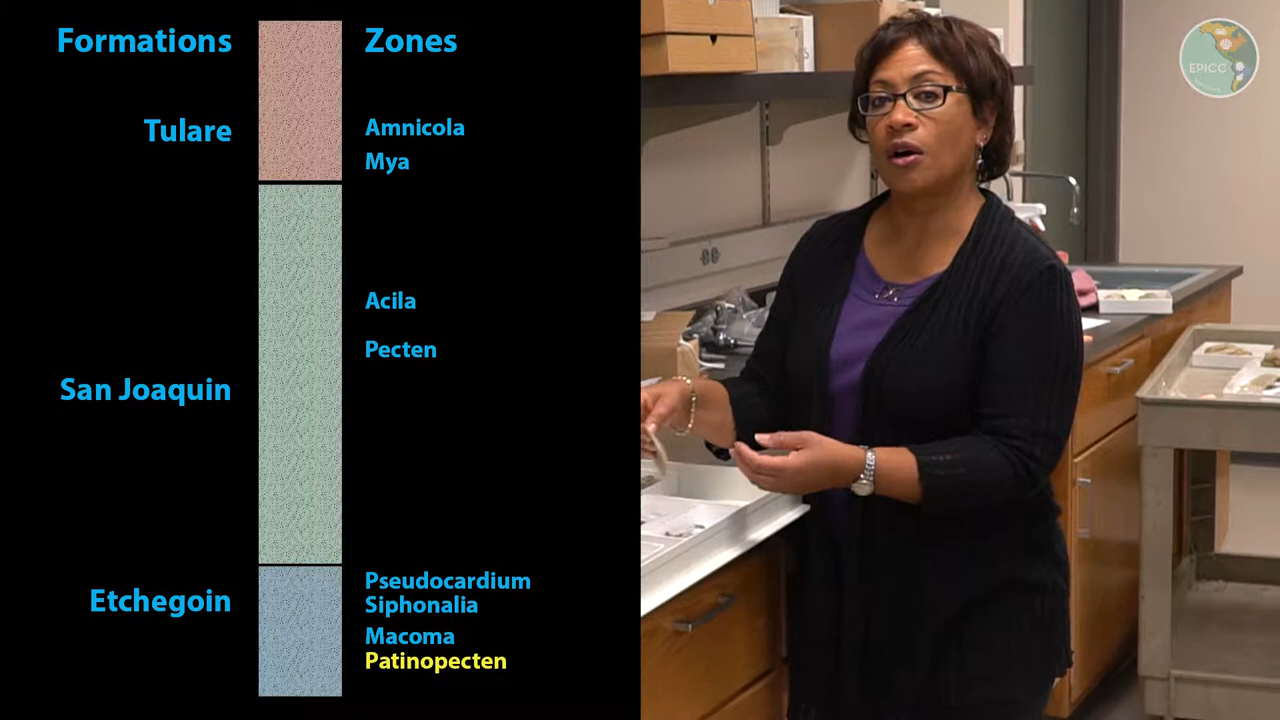 Formations
Zones
Tulare
Amnicola
Mya
Acila
Pecten
San Joaquin
Etchegoin
Pseudocardium
Siphonalia
Macoma
Patinopecten
EPICC